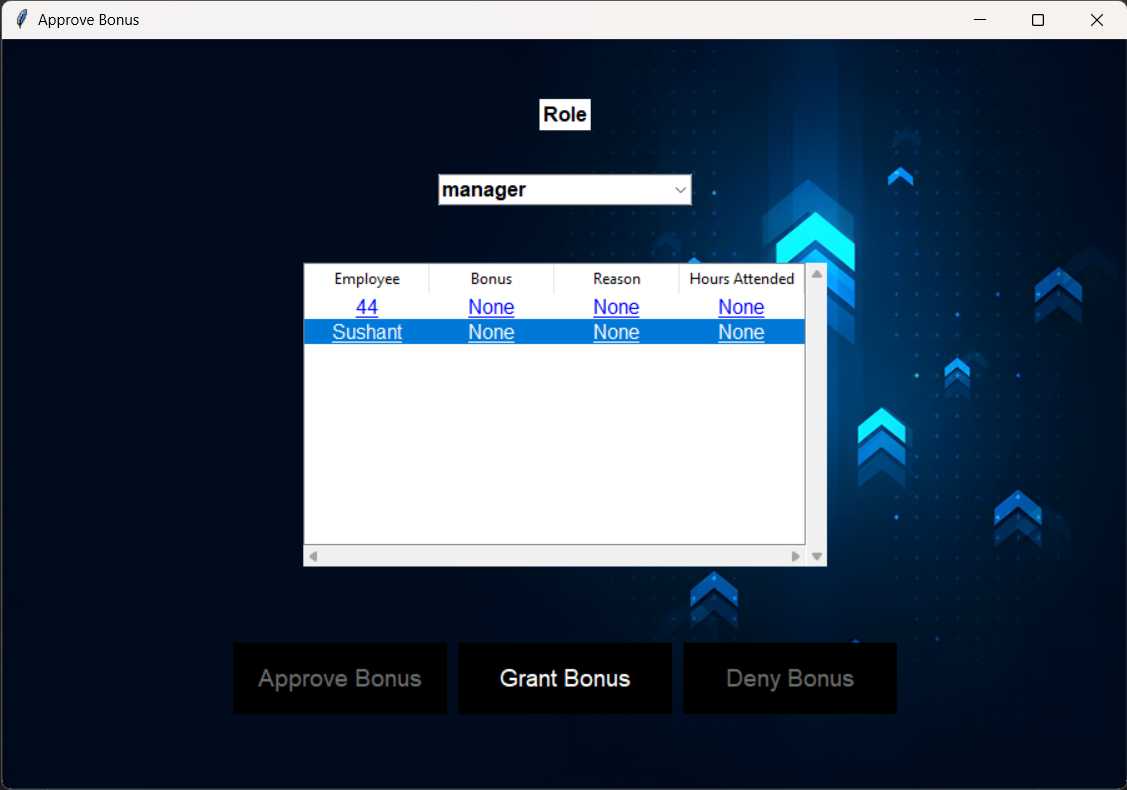 Approve Bonus
Role
manager
Employee Bonus Reason Hours Attended
44 None None None
Sushant None None None
Approve Bonus Grant Bonus Deny Bonus